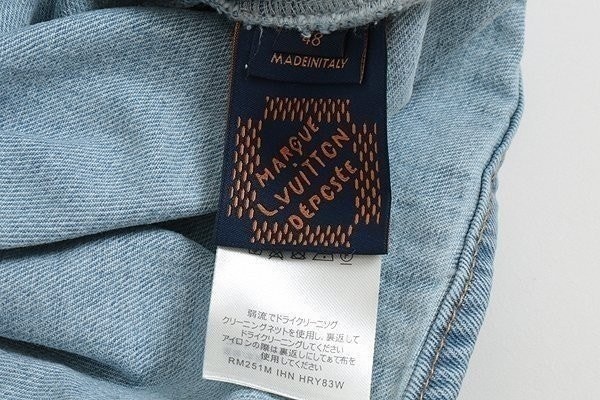 48
MADEINITALY
MARQUE
L.VUITTON
DÉPOSÉE
弱流でドライクリーニング
クリーニングネットを使用し、裏返して
ドライクリーニングしてください
アイロンの際は裏返しにしてあて布を
使用してください
RM251M IHN HRY83W